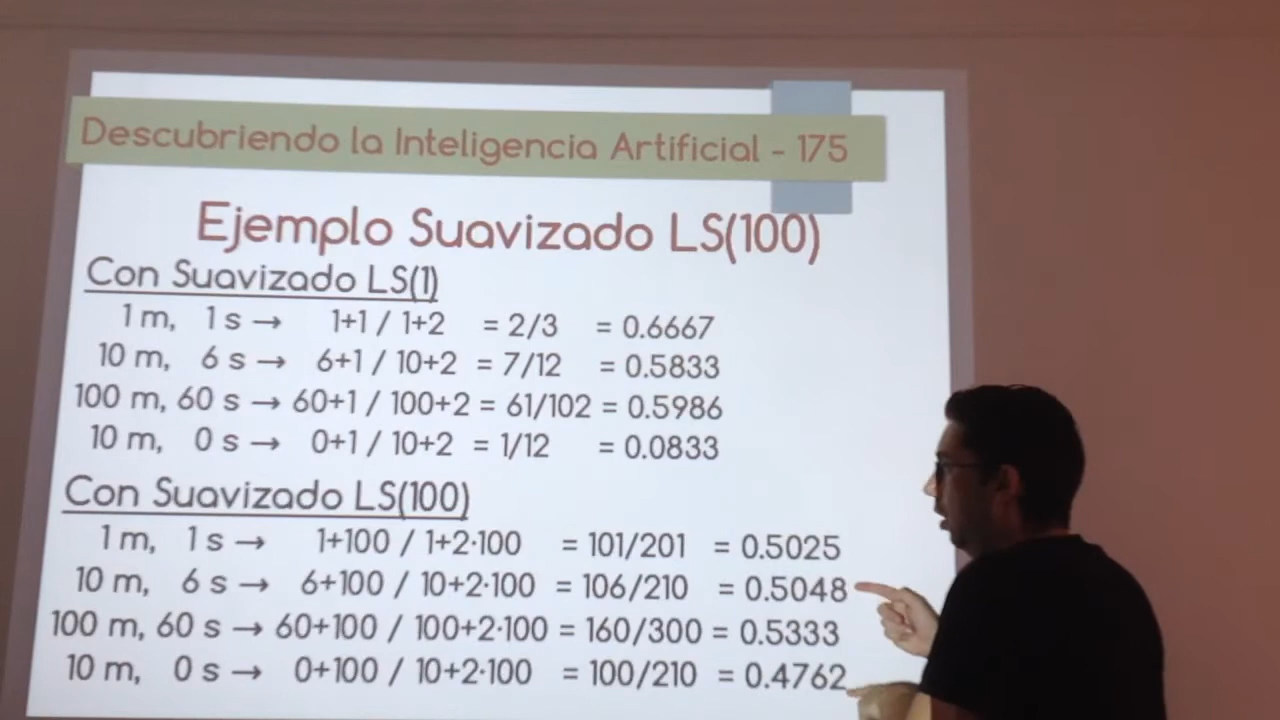 Descubriendo la Inteligencia Artificial - 175
Ejemplo Suavizado LS(100)
Con Suavizado LS(1)
1 m, 1 s → 1+1 / 1+2 = 2/3 = 0.6667
10 m, 6 s → 6+1 / 10+2 = 7/12 = 0.5833
100 m, 60 s → 60+1 / 100+2 = 61/102 = 0.5986
10 m, 0 s → 0+1 / 10+2 = 1/12 = 0.0833
Con Suavizado LS(100)
1 m, 1 s → 1+100 / 1+2·100 = 101/201 = 0.5025
10 m, 6 s → 6+100 / 10+2·100 = 106/210 = 0.5048
100 m, 60 s → 60+100 / 100+2·100 = 160/300 = 0.5333
10 m, 0 s → 0+100 / 10+2·100 = 100/210 = 0.4762